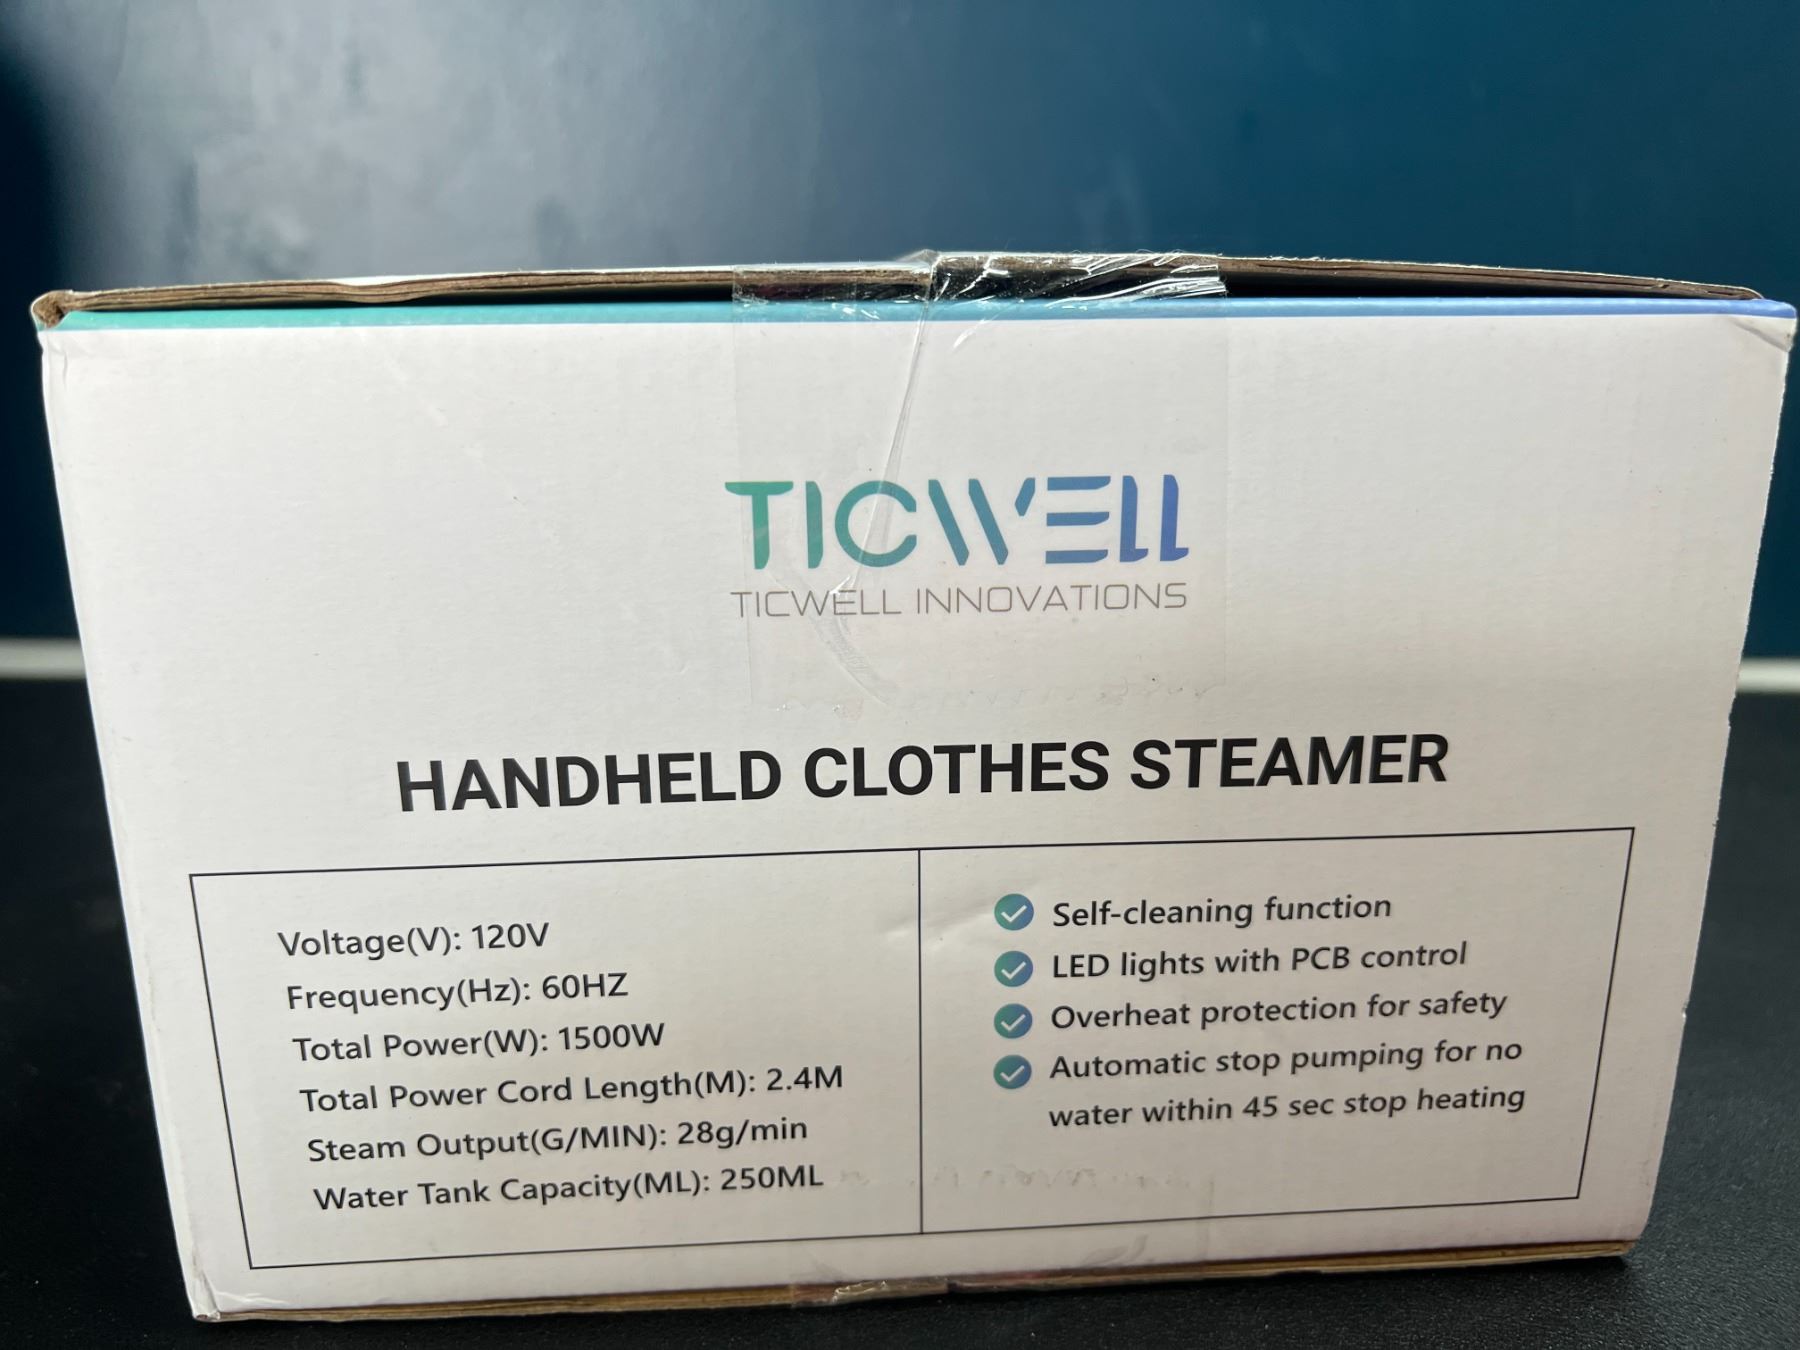 TICWELL
TICWELL INNOVATIONS
HANDHELD CLOTHES STEAMER
Voltage(V): 120V
Frequency(Hz): 60HZ
Total Power(W): 1500W
Total Power Cord Length(M): 2.4M
Steam Output(G/MIN): 28g/min
Water Tank Capacity(ML): 250ML
Self-cleaning function
LED lights with PCB control
Overheat protection for safety
Automatic stop pumping for no
water within 45 sec stop heating